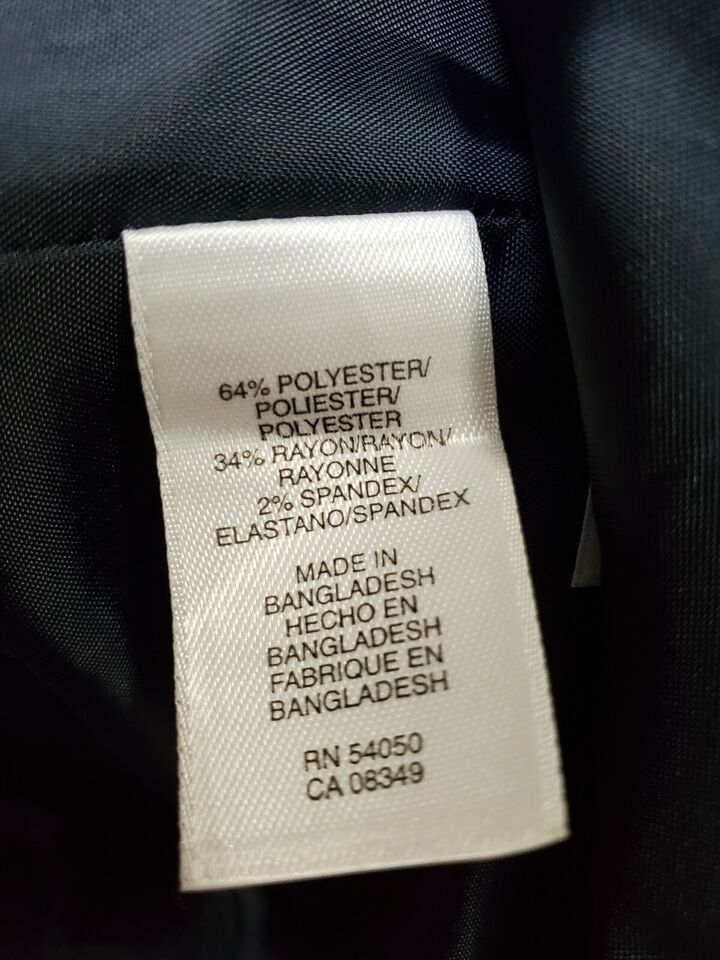 64% POLYESTER/
POLIESTER/
POLYESTER
34% RAYON/RAYON/
RAYONNE
2% SPANDEX/
ELASTANO/SPANDEX
MADE IN
BANGLADESH
HECHO EN
BANGLADESH
FABRIQUE EN
BANGLADESH
RN 54050
CA 08349